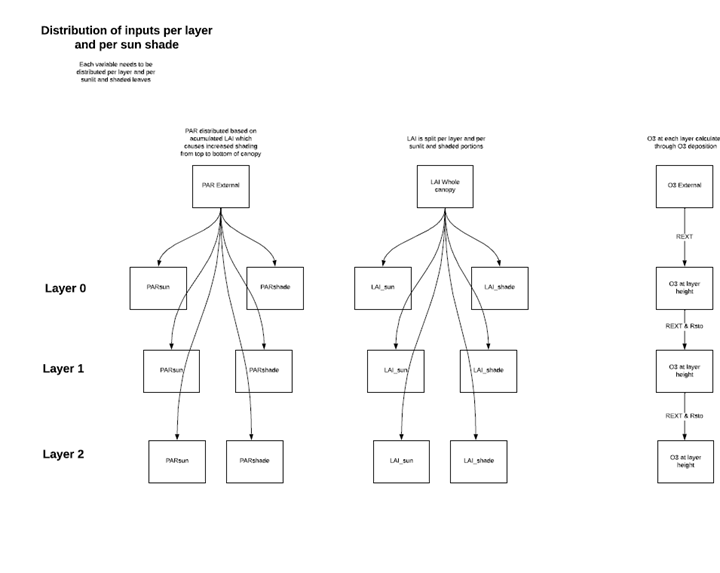 Distribution of inputs per layer
and per sun shade
Each variable needs to be
distributed per layer and per
sunlit and shaded leaves
PAR distributed based on
acumulated LAI which
causes increased shading
from top to bottom of canopy
LAI is split per layer and per
sunlit and shaded portions
O3 at each layer calculate
through O3 deposition
PAR External
LAI Whole
canopy
O3 External
REXT
Layer 0
PARsun
PARshade
LAI_sun
LAI_shade
O3 at layer
height
REXT & Rsto
Layer 1
PARsun
PARshade
LAI_sun
LAI_shade
O3 at layer
height
REXT & Rsto
Layer 2
PARsun
PARshade
LAI_sun
LAI_shade
O3 at layer
height